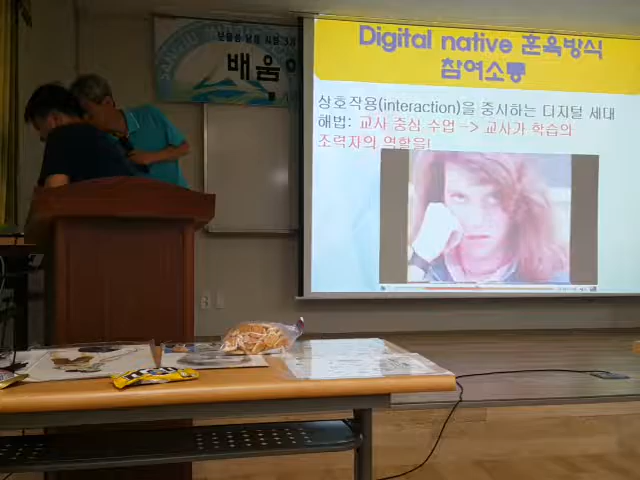 배움
Digital native 훈육방식
참여소통
상호작용(interaction)을 중시하는 디지털 세대
해법: 교사 중심 수업 -> 교사가 학습의
조력자의 역할을!